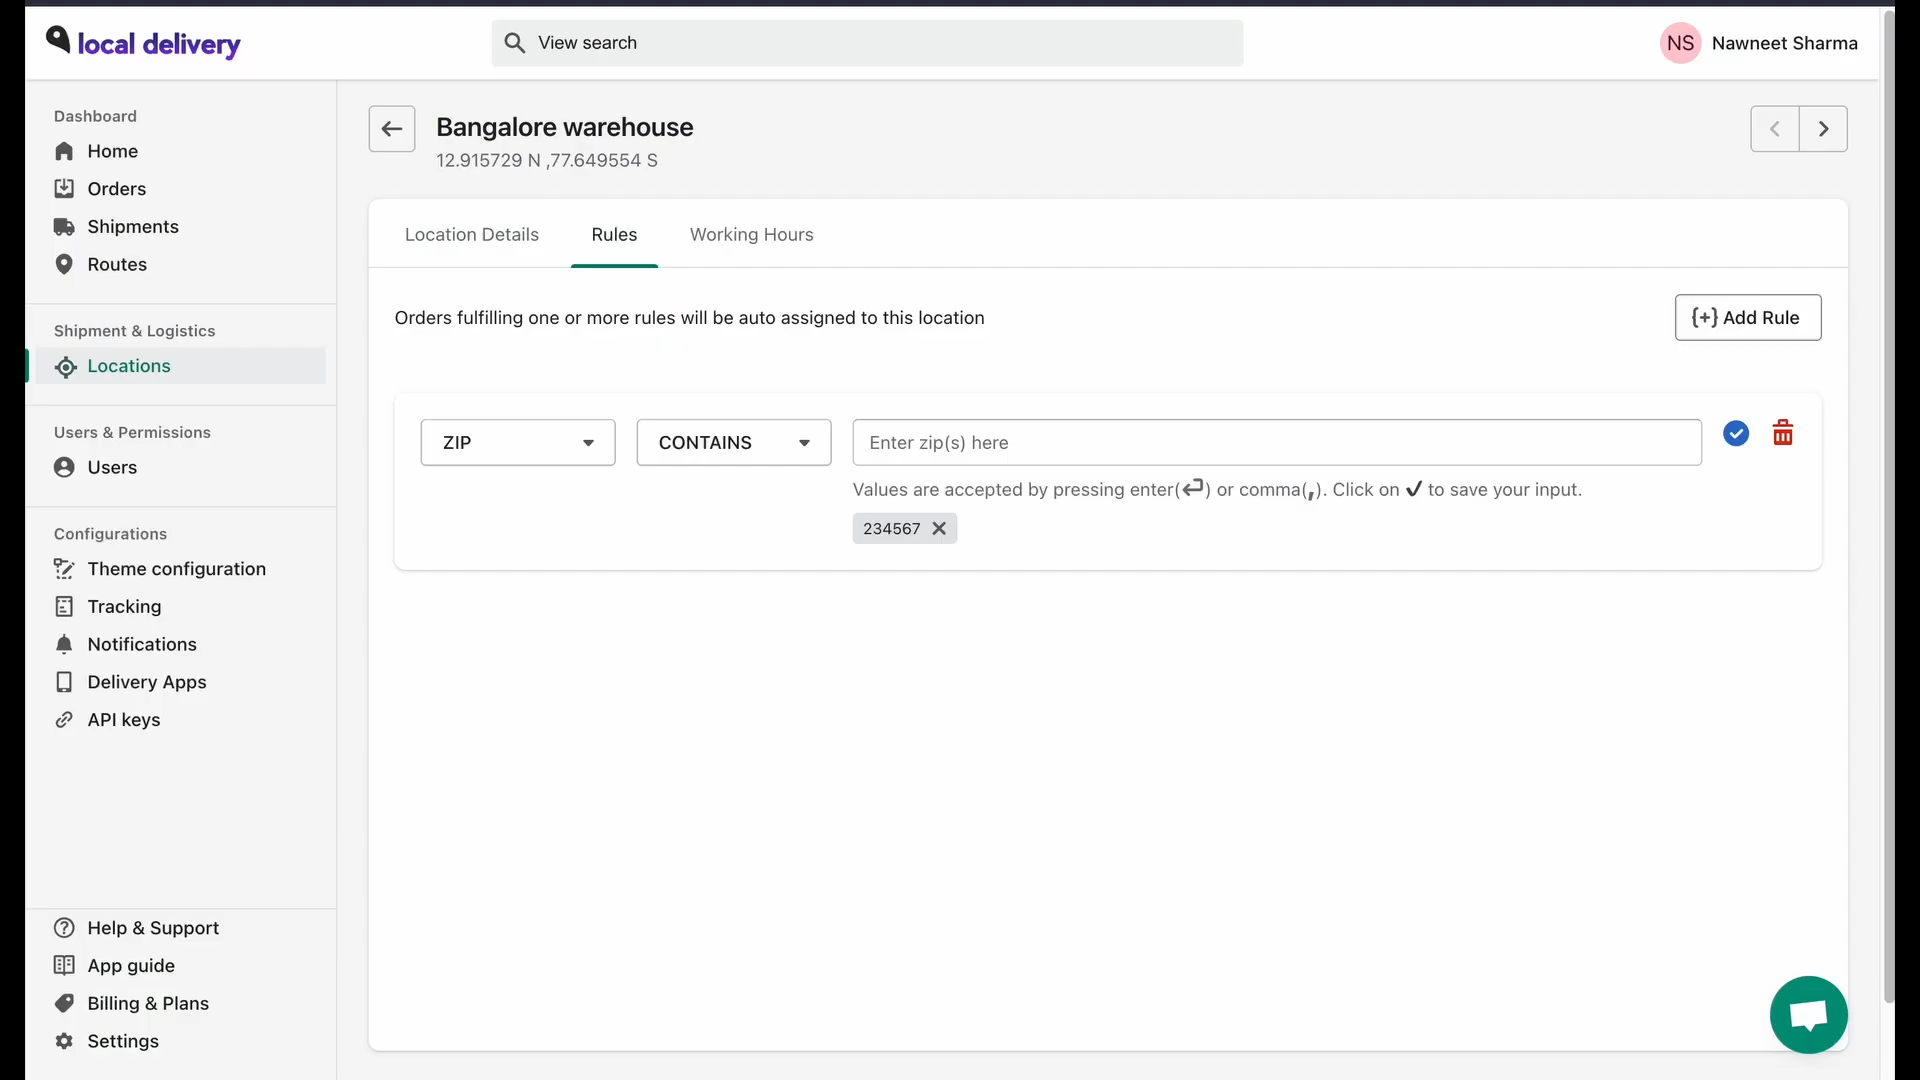 local delivery
View search
NS Nawneet Sharma
Dashboard
Home
Orders
Shipments
Routes
Shipment & Logistics
Locations
Users & Permissions
Users
Configurations
Theme configuration
Tracking
Notifications
Delivery Apps
API keys
Help & Support
App guide
Billing & Plans
Settings
Bangalore warehouse
12.915729 N ,77.649554 S
Location Details Rules Working Hours
Orders fulfilling one or more rules will be auto assigned to this location
{+} Add Rule
ZIP CONTAINS Enter zip(s) here
Values are accepted by pressing enter(↵) or comma(,). Click on ✓ to save your input.
234567 ✕